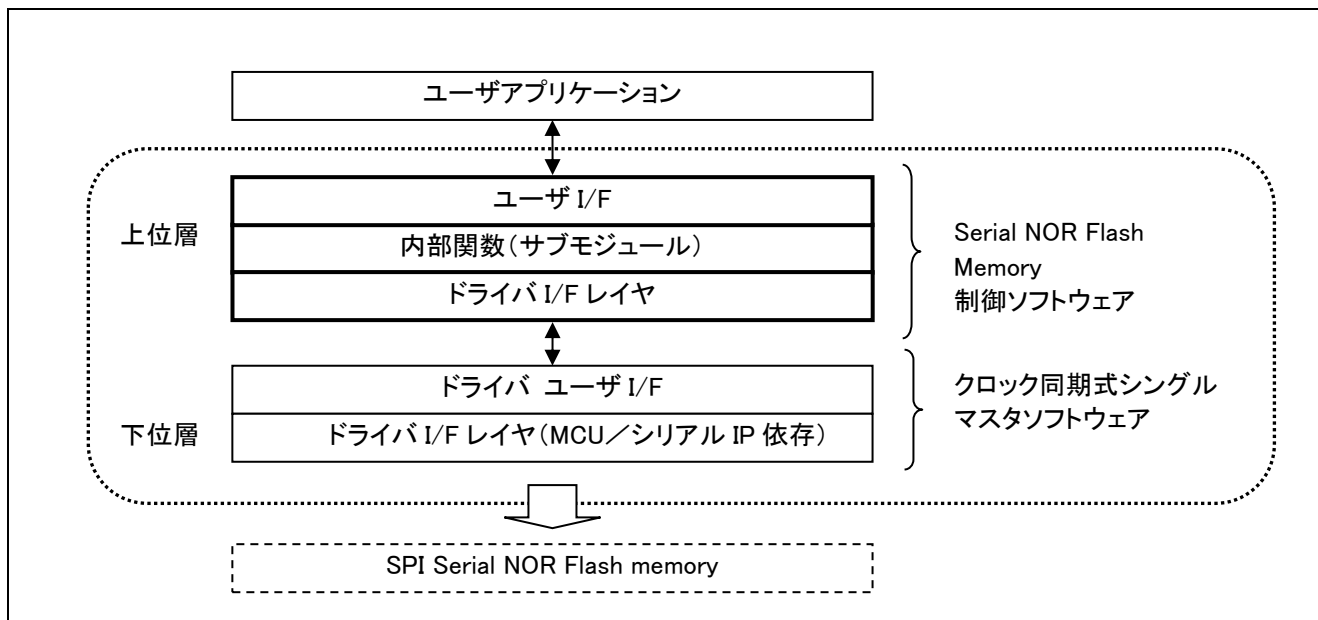 ユーザアプリケーション
上位層
ユーザ I/F
内部関数（サブモジュール）
ドライバ I/F レイヤ
Serial NOR Flash
Memory
制御ソフトウェア
下位層
ドライバ ユーザ I/F
ドライバ I/F レイヤ（MCU／シリアル IP 依存）
クロック同期式シングル
マスタソフトウェア
SPI Serial NOR Flash memory